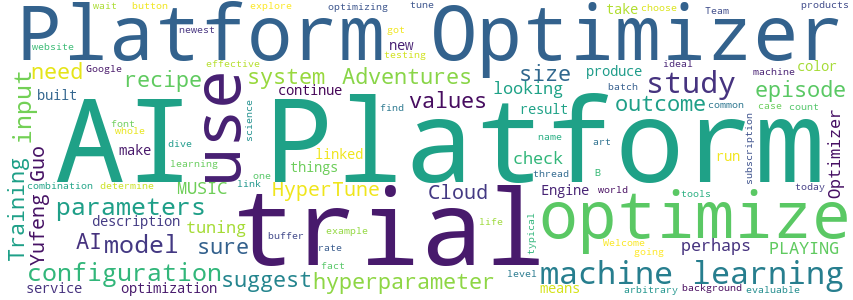 wait button explore optimizing tune got choose Team products
Platform Optimizer
newest new take testing
website Google effective
need recipe system Adventures size produce ideal machine color
built continue looking batch study episode
input use values outcome common case count
make science find result
AI Platform
font whole dive learning things linked one name art check run subscription today
Training Yufeng Guo
combination determine link thread B Optimizer
MUSIC HyperTune Cloud Engine world tools
parameters trial optimize
description tuning buffer example life typical Welcome going
AI model sure rate perhaps PLAYING
configuration suggest fact level machine learning
service optimization hyperparameter means arbitrary background evaluable